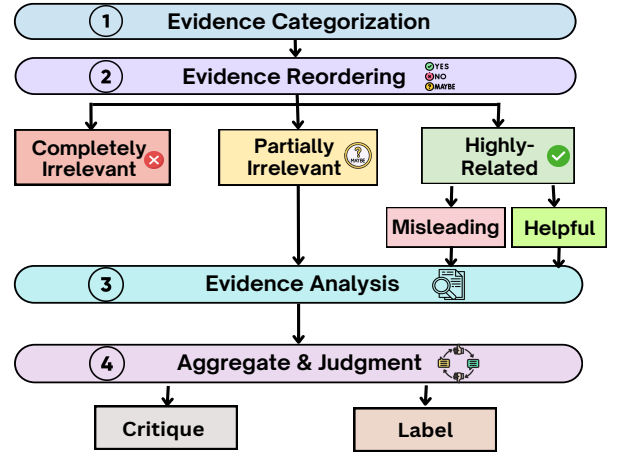 1 Evidence Categorization
2 Evidence Reordering
YES
NO
? MAYBE
Completely
Irrelevant
Partially
Irrelevant
?
MAYBE
Highly-
Related
Misleading
Helpful
3 Evidence Analysis
4 Aggregate & Judgment
Critique
Label